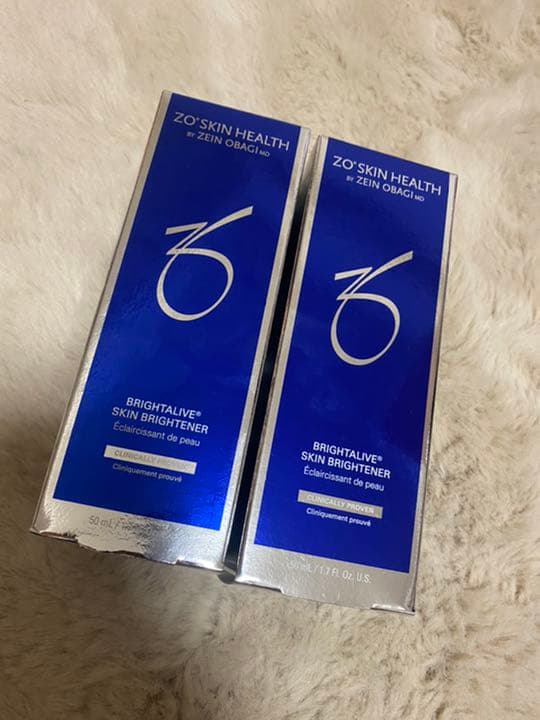 ZO® SKIN HEALTH
BY ZEIN OBAGI MD
ZO
BRIGHTALIVE®
SKIN BRIGHTENER
Éclaircissant de peau
CLINICALLY PROVEN
Cliniquement prouvé
50 mL /
ZO® SKIN HEALTH
BY ZEIN OBAGI MD
ZO
BRIGHTALIVE®
SKIN BRIGHTENER
Éclaircissant de peau
CLINICALLY PROVEN
Cliniquement prouvé
50 mL / 1.7 Fl. Oz. U.S.